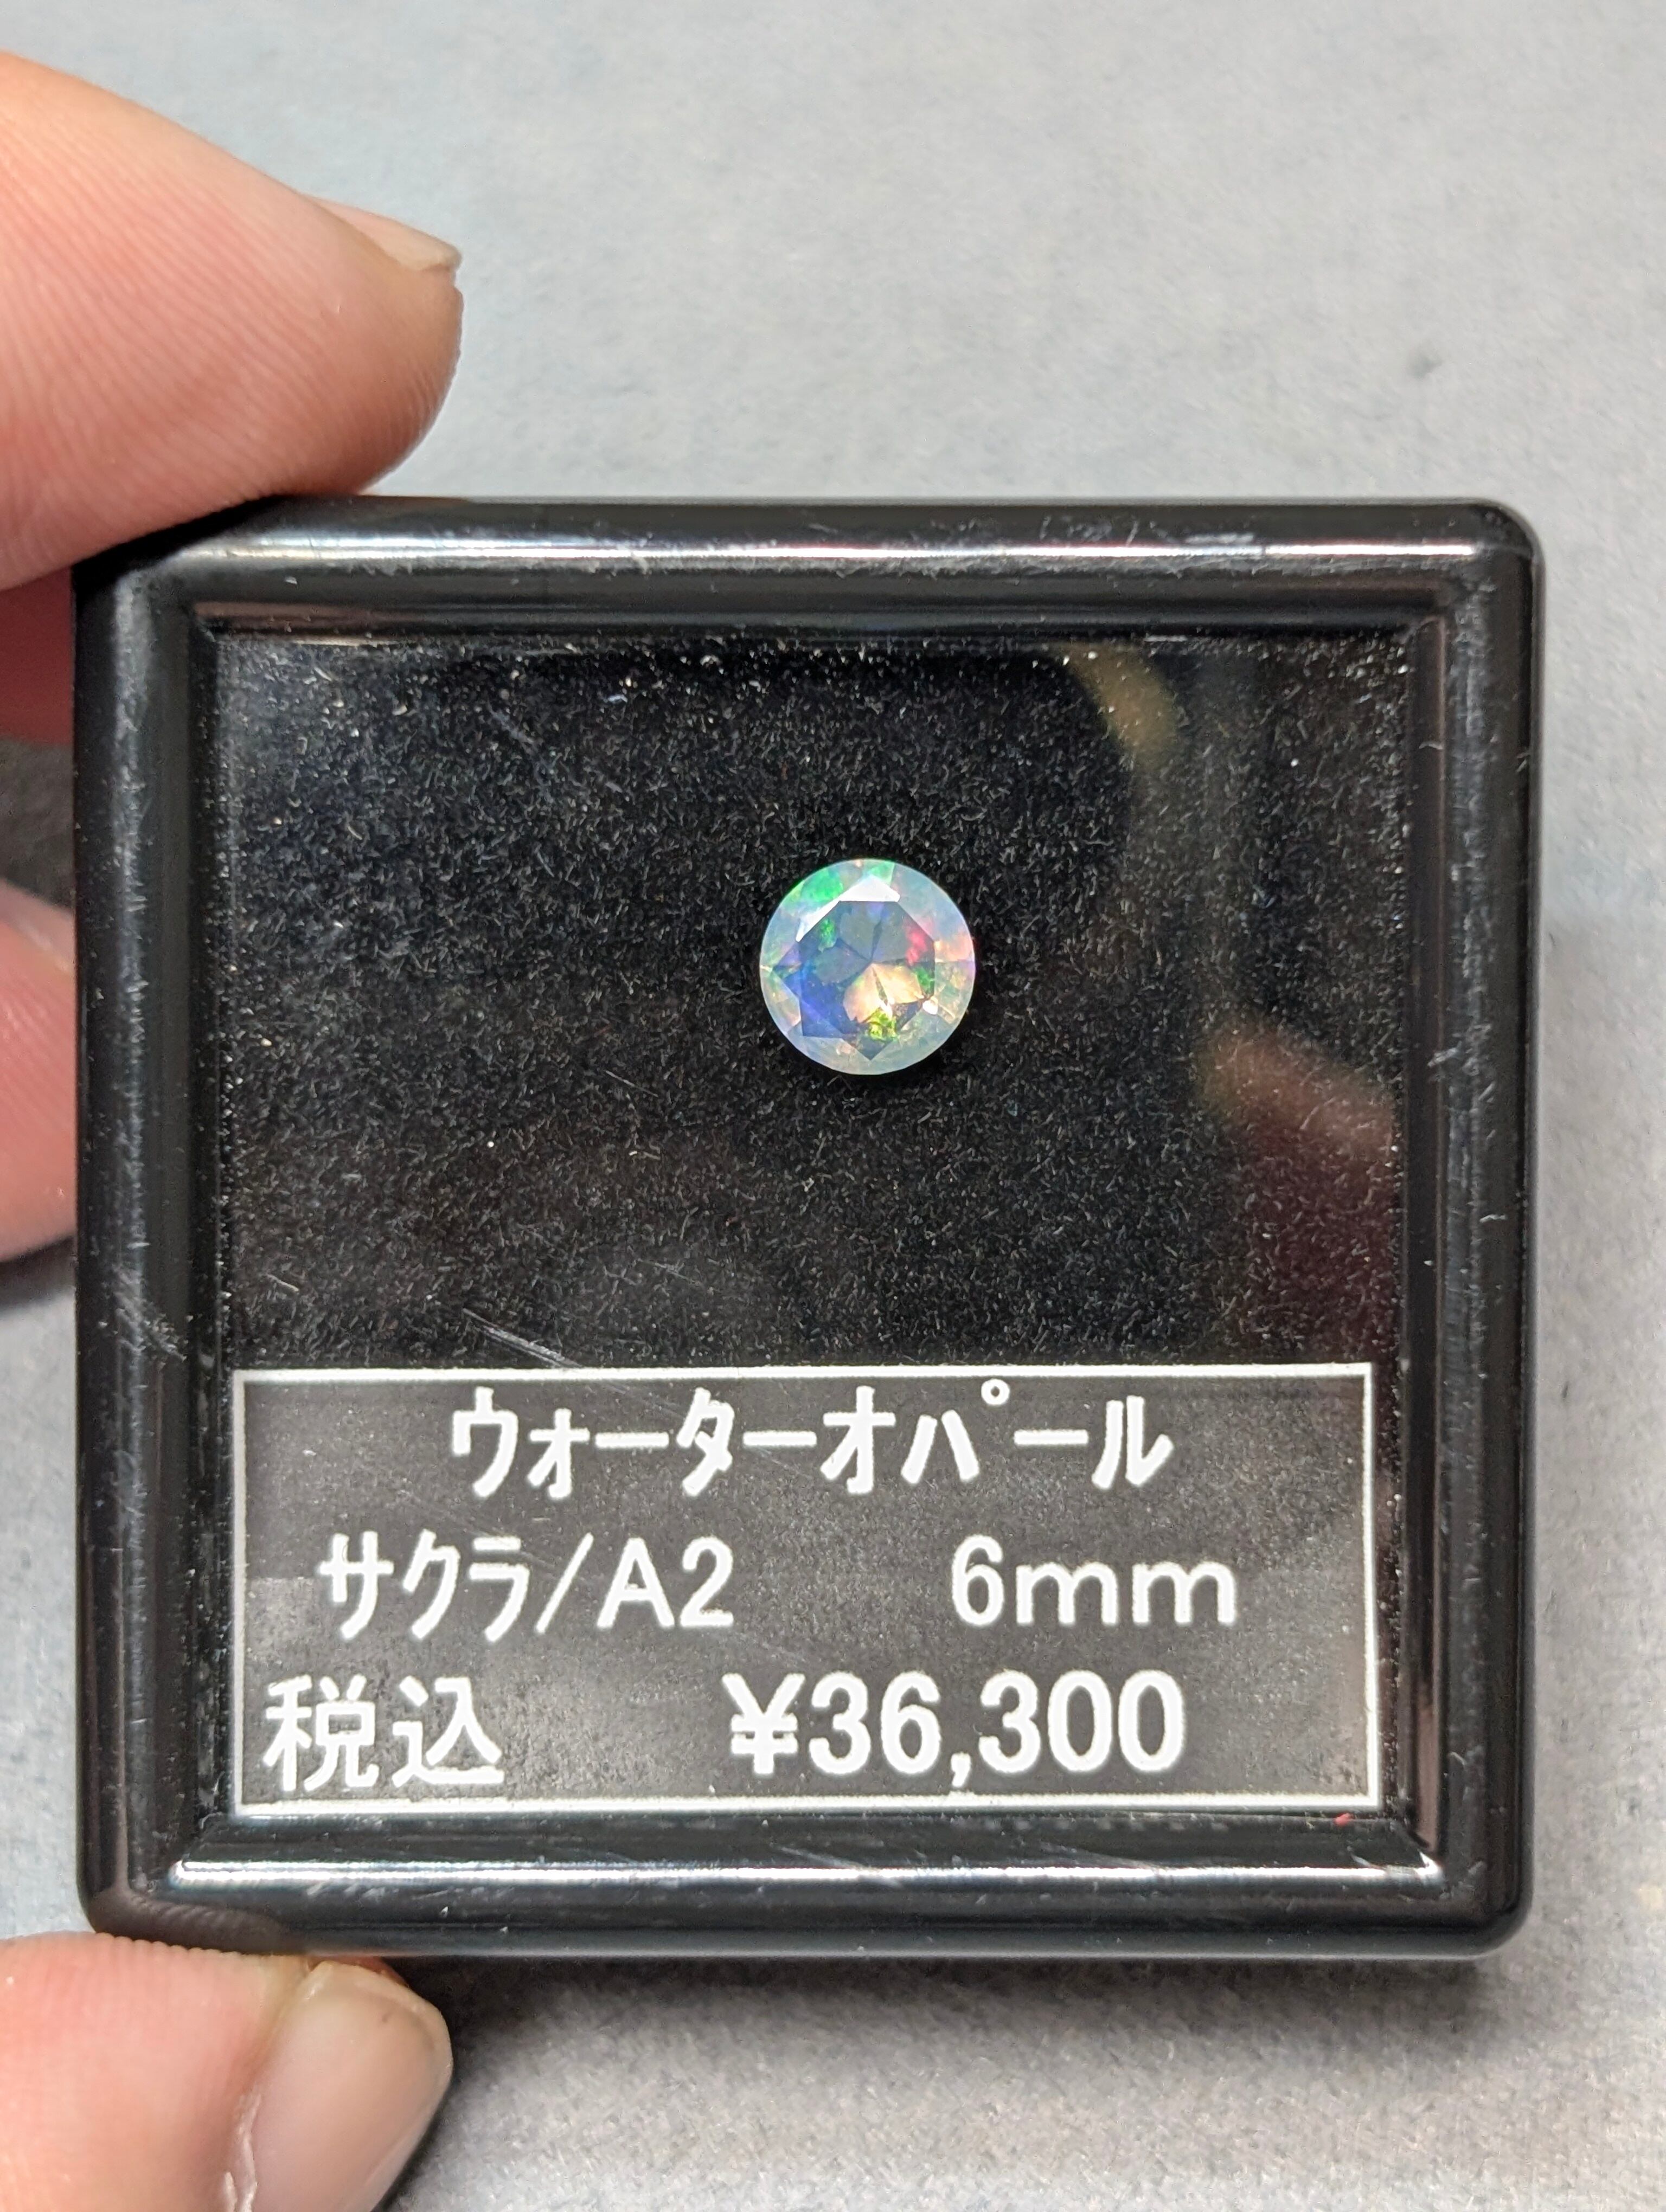 ウォーターオパール
サクラ/A2 6mm
税込 ¥36,300